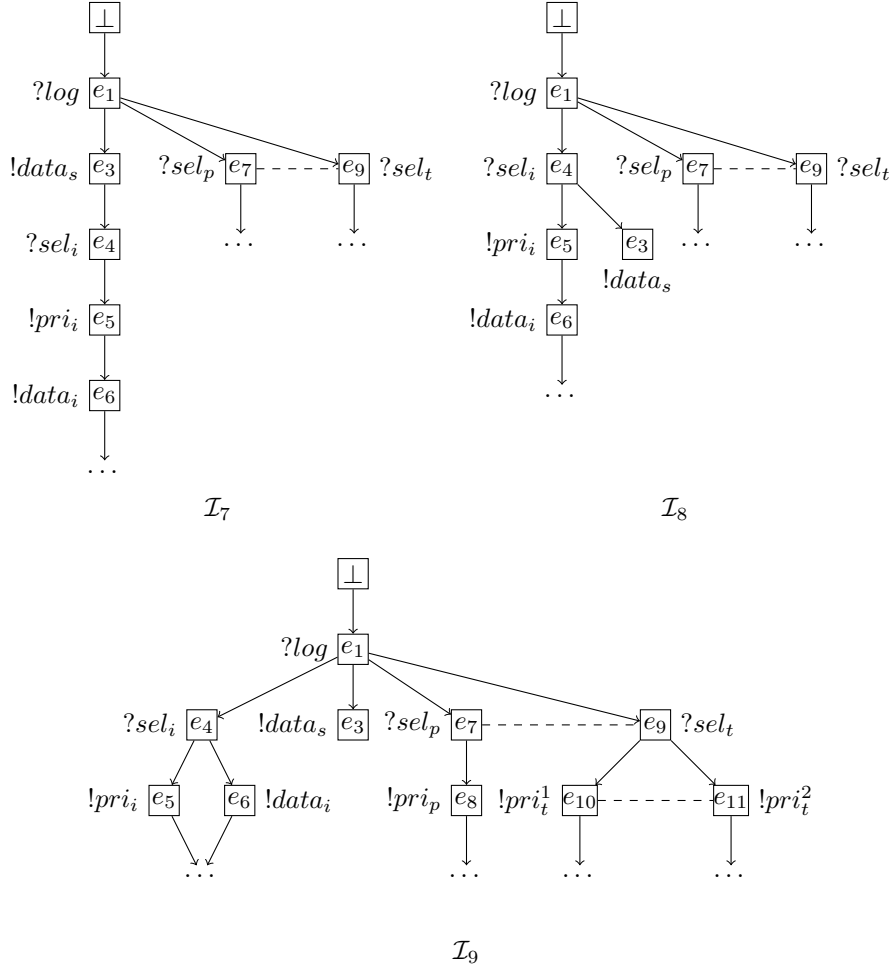 ⊥ ⊥
?log e₁ ?log e₁
!dataₛ e₃ ?selₚ e₇ e₉ ?selₜ ?selᵢ e₄ ?selₚ e₇ e₉ ?selₜ
?selᵢ e₄ ... ... !priᵢ e₅ e₃ ... ...
!dataₛ
!priᵢ e₅ !dataᵢ e₆
!dataᵢ e₆ ...
...
I₇ I₈
⊥
?log e₁
?selᵢ e₄ !dataₛ e₃ ?selₚ e₇ e₉ ?selₜ
!priᵢ e₅ e₆ !dataᵢ !priₚ e₈ !priₜ¹ e₁₀ e₁₁ !priₜ²
... ... ... ...
I₉